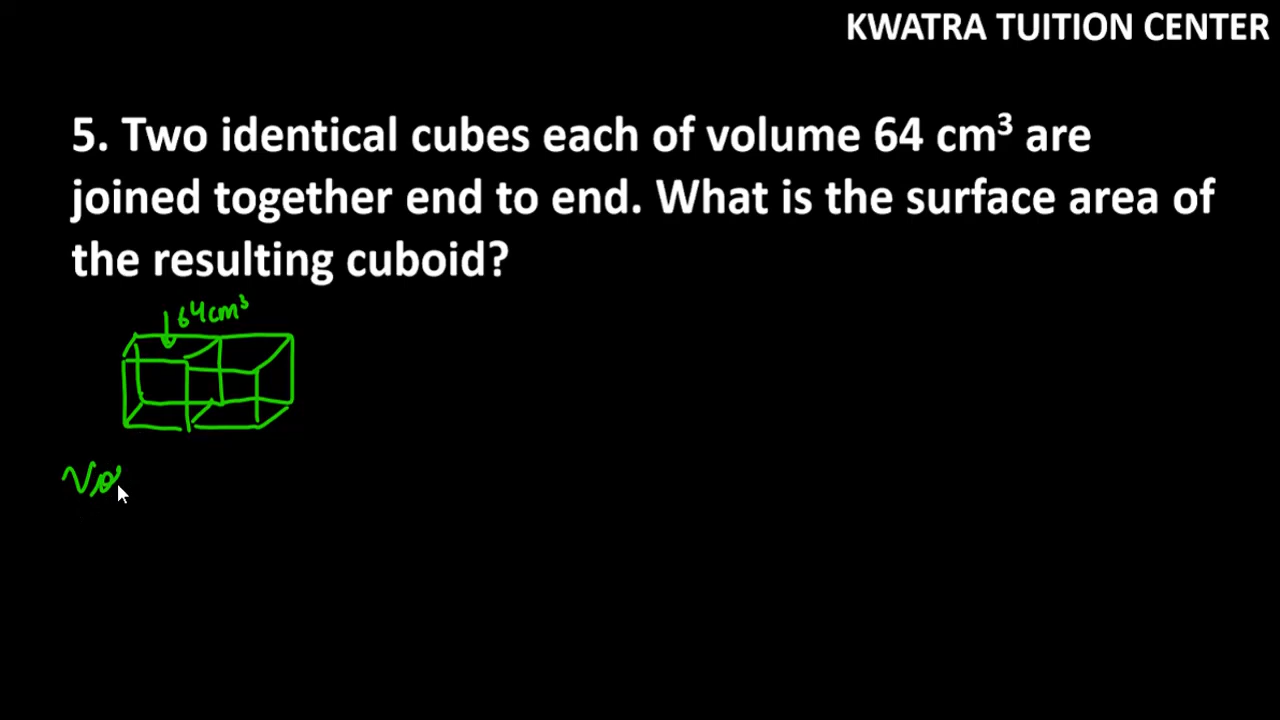 KWATRA TUITION CENTER
5. Two identical cubes each of volume 64 cm³ are
joined together end to end. What is the surface area of
the resulting cuboid?
64cm³
Vo